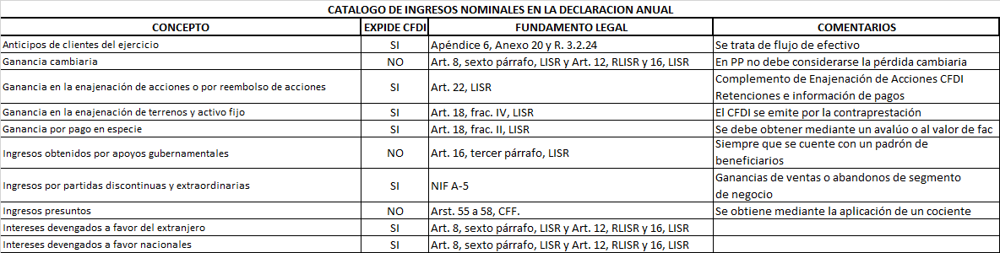 CATALOGO DE INGRESOS NOMINALES EN LA DECLARACION ANUAL
CONCEPTO EXPIDE CFDI FUNDAMENTO LEGAL COMENTARIOS
Anticipos de clientes del ejercicio SI Apéndice 6, Anexo 20 y R. 3.2.24 Se trata de flujo de efectivo
Ganancia cambiaria NO Art. 8, sexto párrafo, LISR y Art. 12, RLISR y 16, LISR En PP no debe considerarse la pérdida cambiaria
Ganancia en la enajenación de acciones o por reembolso de acciones SI Art. 22, LISR Complemento de Enajenación de Acciones CFDI
Retenciones e información de pagos
Ganancia en la enajenación de terrenos y activo fijo SI Art. 18, frac. IV, LISR El CFDI se emite por la contraprestación
Ganancia por pago en especie SI Art. 18, frac. II, LISR Se debe obtener mediante un avalúo o al valor de fac
Ingresos obtenidos por apoyos gubernamentales NO Art. 16, tercer párrafo, LISR Siempre que se cuente con un padrón de
beneficiarios
Ingresos por partidas discontinuas y extraordinarias SI NIF A-5 Ganancias de ventas o abandonos de segmento
de negocio
Ingresos presuntos NO Arst. 55 a 58, CFF. Se obtiene mediante la aplicación de un cociente
Intereses devengados a favor del extranjero SI Art. 8, sexto párrafo, LISR y Art. 12, RLISR y 16, LISR
Intereses devengados a favor nacionales SI Art. 8, sexto párrafo, LISR y Art. 12, RLISR y 16, LISR